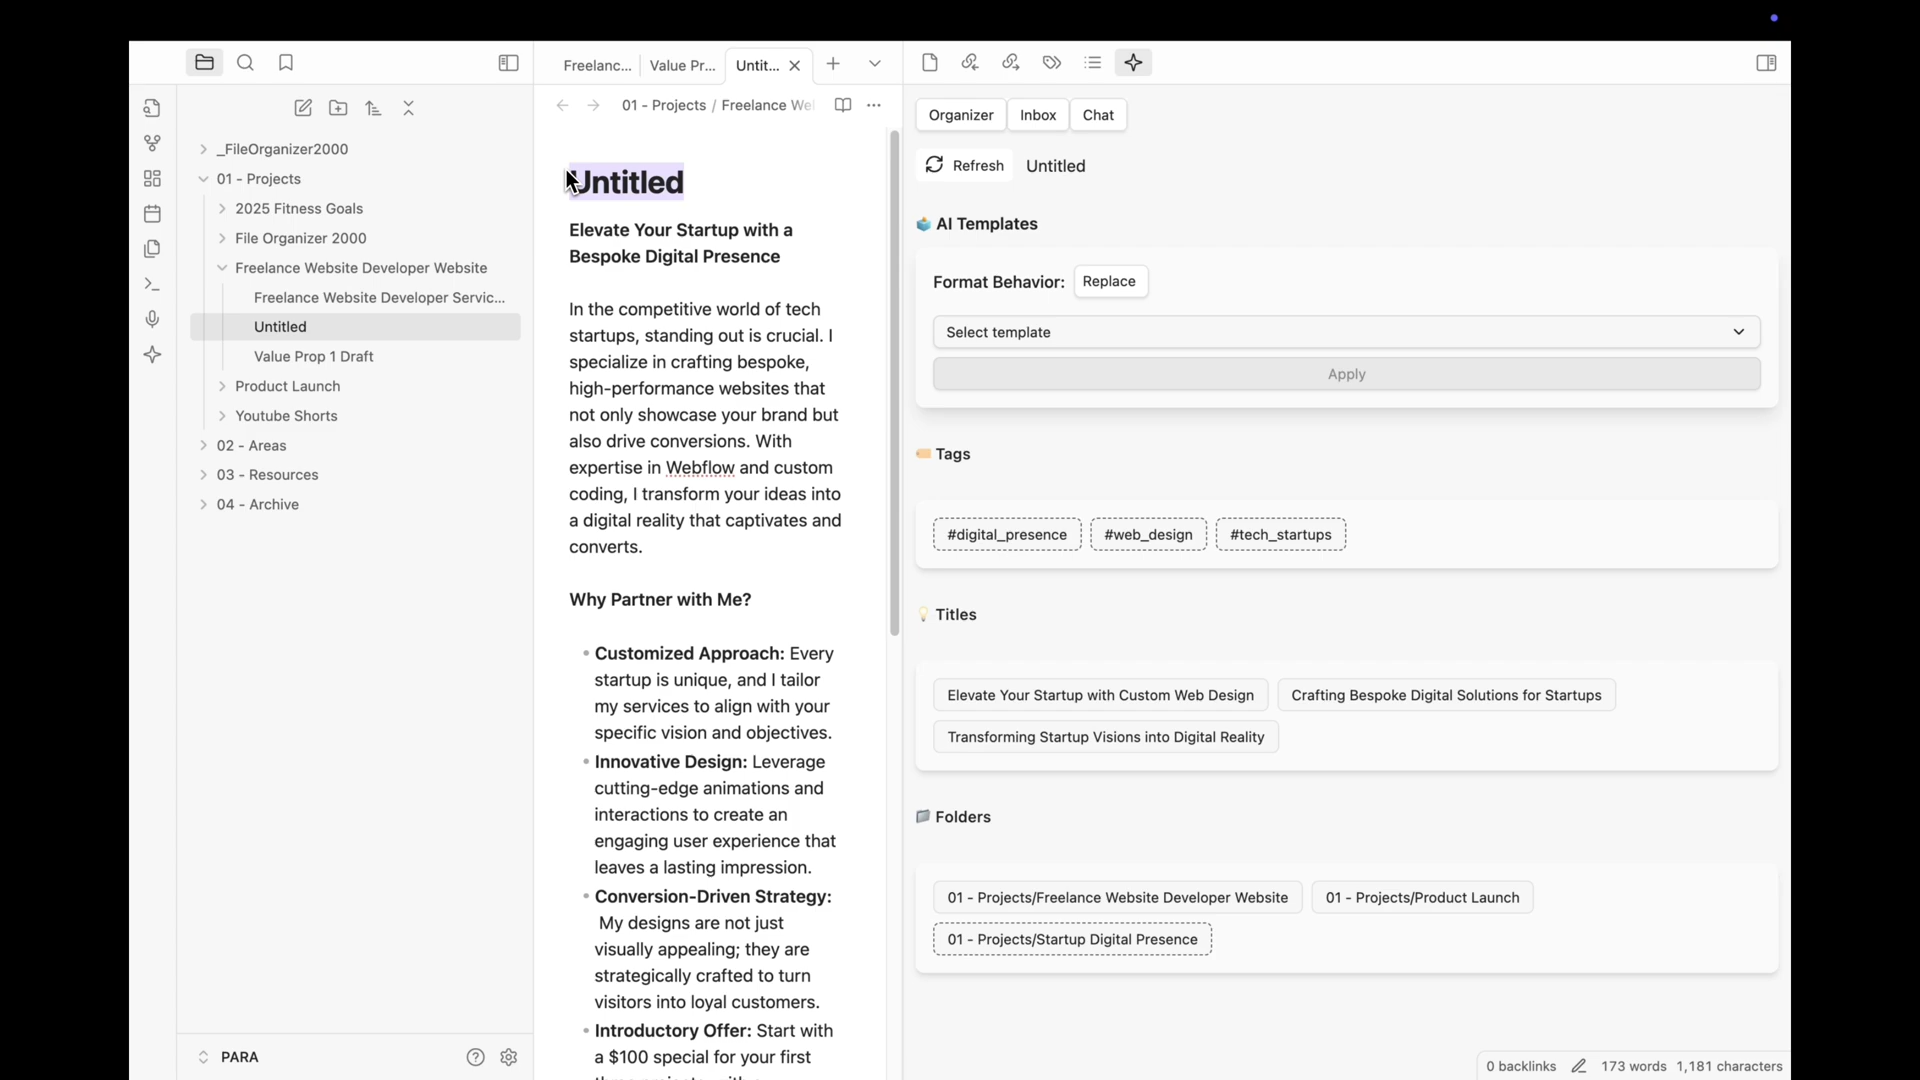 Freelanc...
Value Pr...
Untit...
01 - Projects / Freelance We
_FileOrganizer2000
01 - Projects
2025 Fitness Goals
File Organizer 2000
Freelance Website Developer Website
Freelance Website Developer Servic...
Untitled
Value Prop 1 Draft
Product Launch
Youtube Shorts
02 - Areas
03 - Resources
04 - Archive
PARA
Untitled
Elevate Your Startup with a
Bespoke Digital Presence
In the competitive world of tech
startups, standing out is crucial. I
specialize in crafting bespoke,
high-performance websites that
not only showcase your brand but
also drive conversions. With
expertise in Webflow and custom
coding, I transform your ideas into
a digital reality that captivates and
converts.
Why Partner with Me?
Customized Approach: Every
startup is unique, and I tailor
my services to align with your
specific vision and objectives.
Innovative Design: Leverage
cutting-edge animations and
interactions to create an
engaging user experience that
leaves a lasting impression.
Conversion-Driven Strategy:
My designs are not just
visually appealing; they are
strategically crafted to turn
visitors into loyal customers.
Introductory Offer: Start with
a $100 special for your first
Organizer
Inbox
Chat
Refresh
Untitled
AI Templates
Format Behavior: Replace
Select template
Apply
Tags
#digital_presence
#web_design
#tech_startups
Titles
Elevate Your Startup with Custom Web Design
Crafting Bespoke Digital Solutions for Startups
Transforming Startup Visions into Digital Reality
Folders
01 - Projects/Freelance Website Developer Website
01 - Projects/Product Launch
01 - Projects/Startup Digital Presence
0 backlinks
173 words 1,181 characters